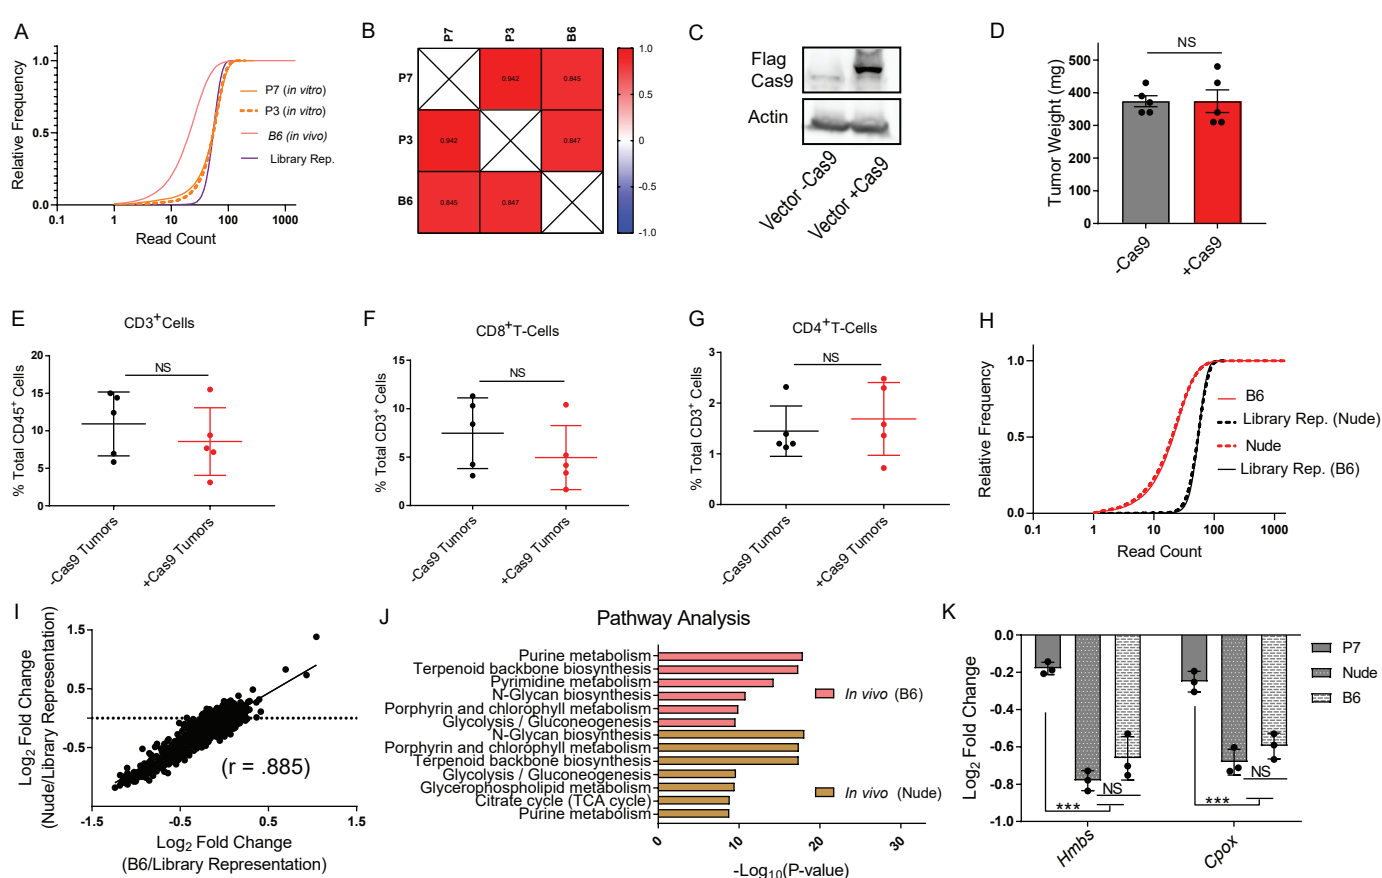 A
Relative Frequency
1.0
0.5
0.0
0.1
1
10
100
1000
Read Count
P7 (in vitro)
P3 (in vitro)
B6 (in vivo)
Library Rep.
B
P7
P3
B6
P7
P3
B6
0.942
0.845
0.942
0.847
0.845
0.847
1.0
0.5
0
-0.5
-1.0
C
Flag
Cas9
Actin
Vector -Cas9
Vector +Cas9
D
NS
Tumor Weight (mg)
500
400
300
200
100
0
-Cas9
+Cas9
E
CD3+Cells
NS
% Total CD45+ Cells
20
15
10
5
0
-Cas9 Tumors
+Cas9 Tumors
F
CD8+T-Cells
NS
% Total CD3+ Cells
15
10
5
0
-Cas9 Tumors
+Cas9 Tumors
G
CD4+T-Cells
NS
% Total CD3+ Cells
3
2
1
0
-Cas9 Tumors
+Cas9 Tumors
H
Relative Frequency
1.0
0.5
0.0
0.1
1
10
100
1000
Read Count
B6
Library Rep. (Nude)
Nude
Library Rep. (B6)
I
Log2 Fold Change
(Nude/Library Representation)
1.5
0.5
-0.5
-1.5
-0.5
0.5
1.5
(r = .885)
Log2 Fold Change
(B6/Library Representation)
J
Pathway Analysis
Purine metabolism
Terpenoid backbone biosynthesis
Pyrimidine metabolism
N-Glycan biosynthesis
Porphyrin and chlorophyll metabolism
Glycolysis / Gluconeogenesis
N-Glycan biosynthesis
Porphyrin and chlorophyll metabolism
Terpenoid backbone biosynthesis
Glycolysis / Gluconeogenesis
Glycerophospholipid metabolism
Citrate cycle (TCA cycle)
Purine metabolism
In vivo (B6)
In vivo (Nude)
0
10
20
30
-Log10(P-value)
K
Log2 Fold Change
0.0
-0.2
-0.4
-0.6
-0.8
-1.0
NS
***
NS
***
Hmbs
Cpox
P7
Nude
B6